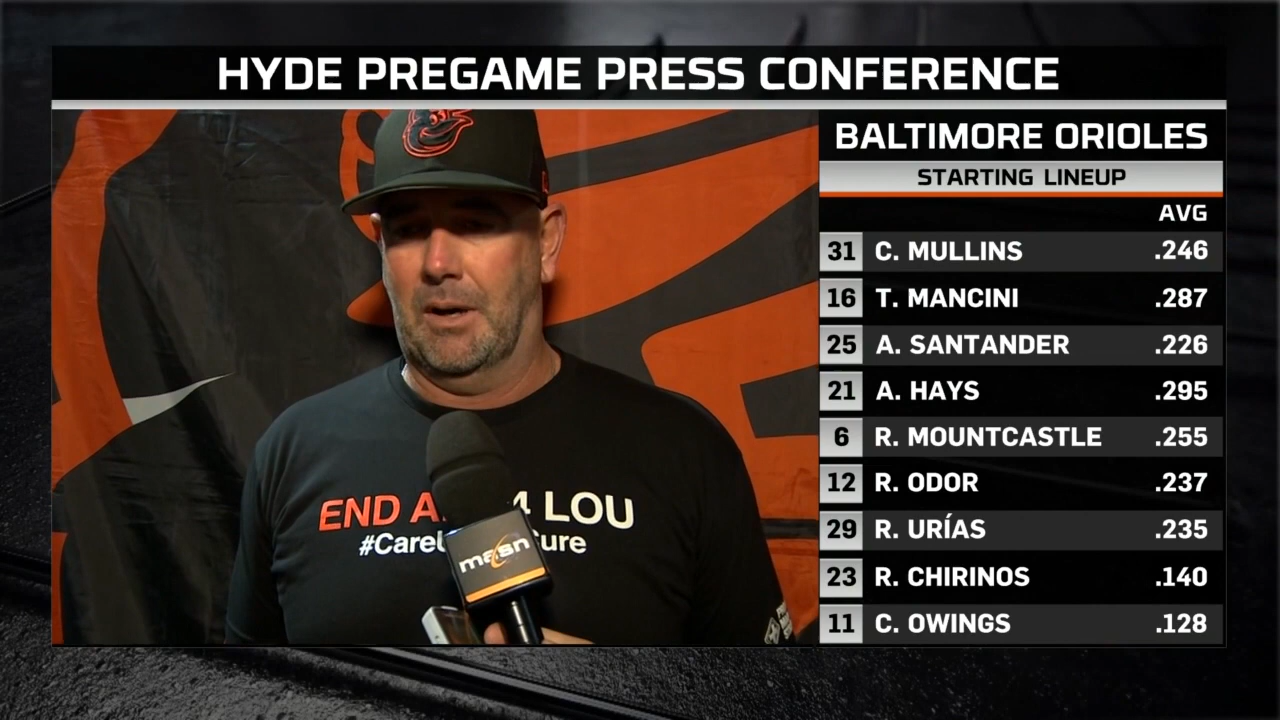 HYDE PREGAME PRESS CONFERENCE
BALTIMORE ORIOLES
STARTING LINEUP
AVG
31 C. MULLINS .246
16 T. MANCINI .287
25 A. SANTANDER .226
21 A. HAYS .295
6 R. MOUNTCASTLE .255
12 R. ODOR .237
29 R. URÍAS .235
23 R. CHIRINOS .140
11 C. OWINGS .128
END A 4 LOU
#Care ure
masn